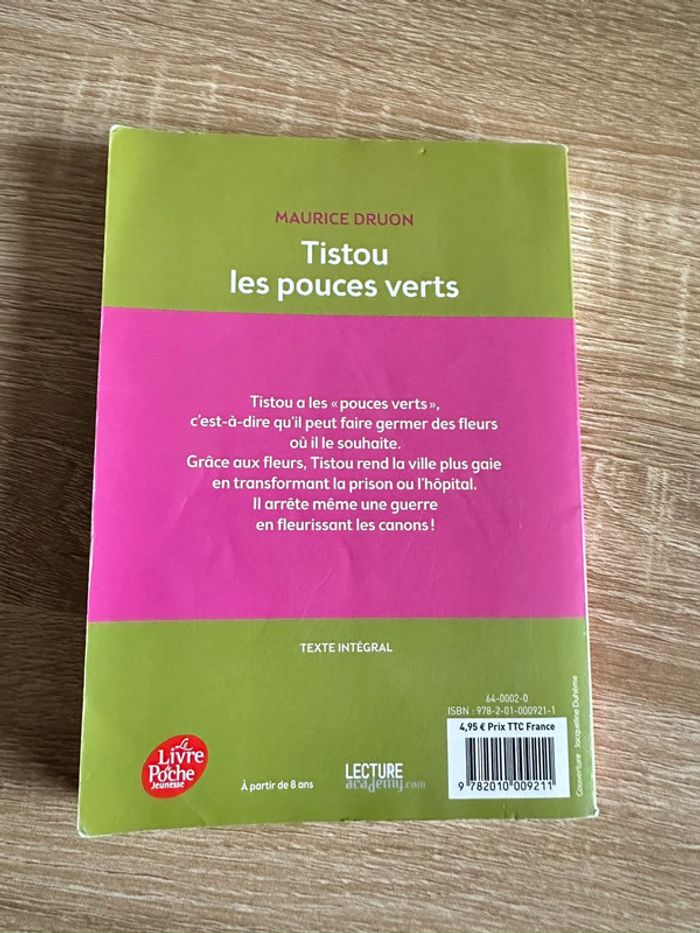 MAURICE DRUON
Tistou
les pouces verts
Tistou a les « pouces verts »,
c'est-à-dire qu'il peut faire germer des fleurs
où il le souhaite.
Grâce aux fleurs, Tistou rend la ville plus gaie
en transformant la prison ou l'hôpital.
Il arrête même une guerre
en fleurissant les canons !
TEXTE INTÉGRAL
64-0002-0
ISBN : 978-2-01-000921-1
4,95 € Prix TTC France
9 782010 009211
Couverture : Jacqueline Duhême
Le
Livre
de
Poche
Jeunesse
À partir de 8 ans
LECTURE
academy.com